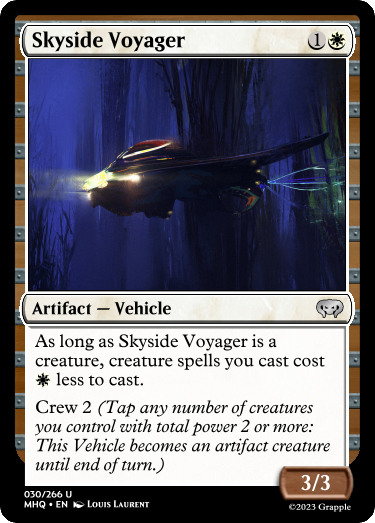 Skyside Voyager 1
Artifact — Vehicle
As long as Skyside Voyager is a
creature, creature spells you cast cost
less to cast.
Crew 2 (Tap any number of creatures
you control with total power 2 or more:
This Vehicle becomes an artifact creature
until end of turn.)
3/3
030/266 U
MHQ • EN Louis Laurent
©2023 Grapple